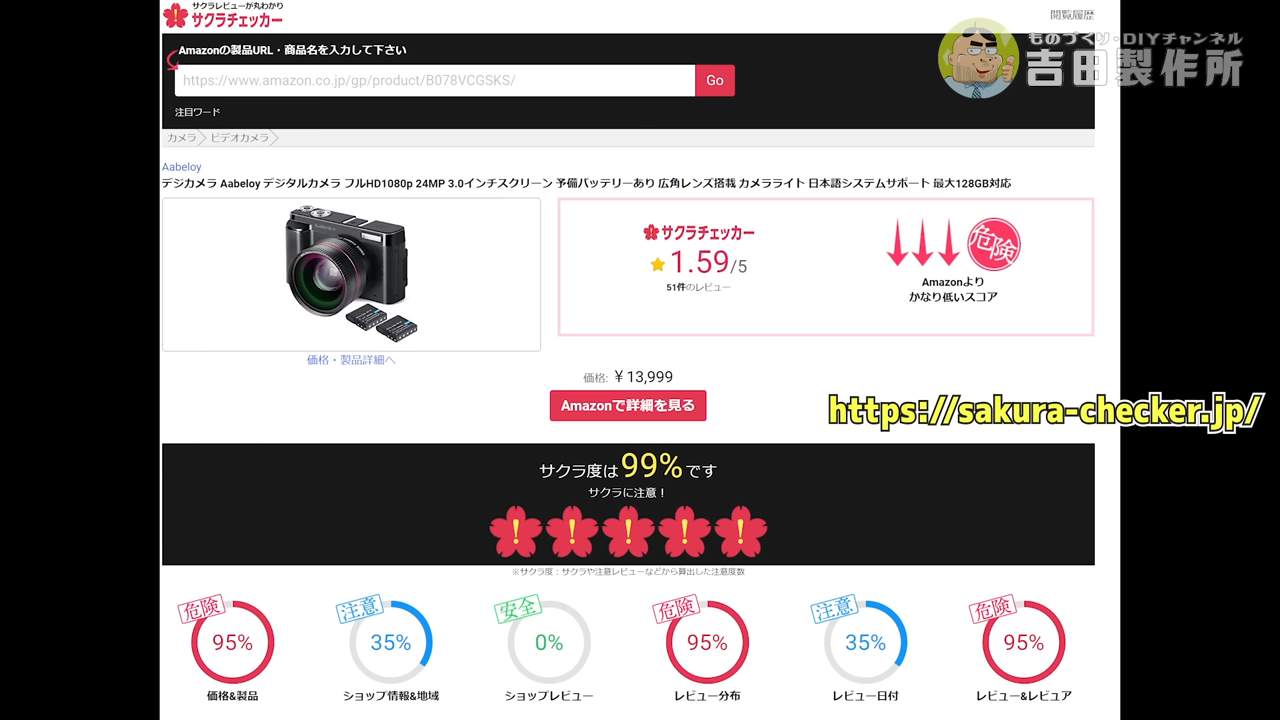 サクラレビューが丸わかり
サクラチェッカー
閲覧履歴
ものづくり・DIYチャンネル
吉田製作所
Amazonの製品URL・商品名を入力して下さい
https://www.amazon.co.jp/gp/product/B078VCGSKS/
Go
注目ワード
カメラ
ビデオカメラ
Aabeloy
デジカメラ Aabeloy デジタルカメラ フルHD1080p 24MP 3.0インチスクリーン 予備バッテリーあり 広角レンズ搭載 カメラライト 日本語システムサポート 最大128GB対応
サクラチェッカー
1.59/5
51件のレビュー
危険
Amazonより
かなり低いスコア
価格・製品詳細へ
価格: ¥ 13,999
Amazonで詳細を見る
https://sakura-checker.jp/
サクラ度は99%です
サクラに注意！
※サクラ度：サクラや注意レビューなどから算出した注意度数
危険
95%
価格&製品
注意
35%
ショップ情報&地域
安全
0%
ショップレビュー
危険
95%
レビュー分布
注意
35%
レビュー日付
危険
95%
レビュー&レビュア